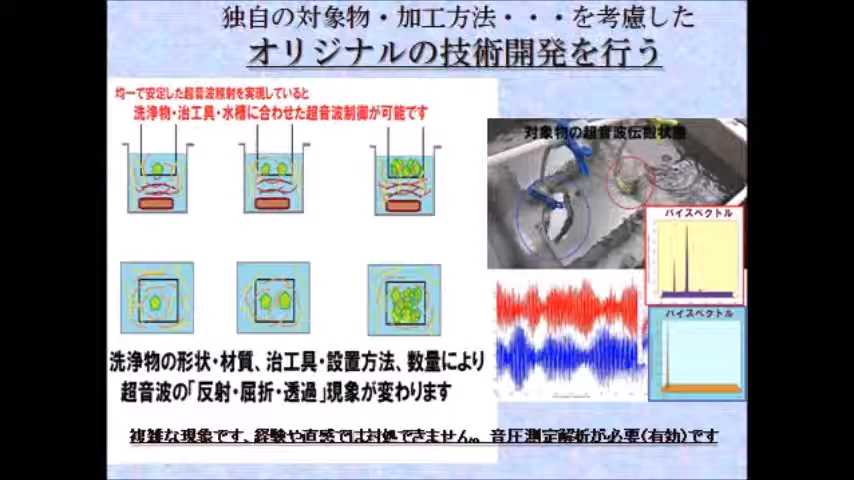 独自の対象物・加工方法・・・を考慮した
オリジナルの技術開発を行う
均一で安定した超音波照射を実現していると
洗浄物・治工具・水槽に合わせた超音波制御が可能です
対象物の超音波伝搬状態
バイスペクトル
バイスペクトル
洗浄物の形状・材質、治工具・設置方法、数量により
超音波の「反射・屈折・透過」現象が変わります
複雑な現象です、経験や直感では対処できません。音圧測定解析が必要(有効)です